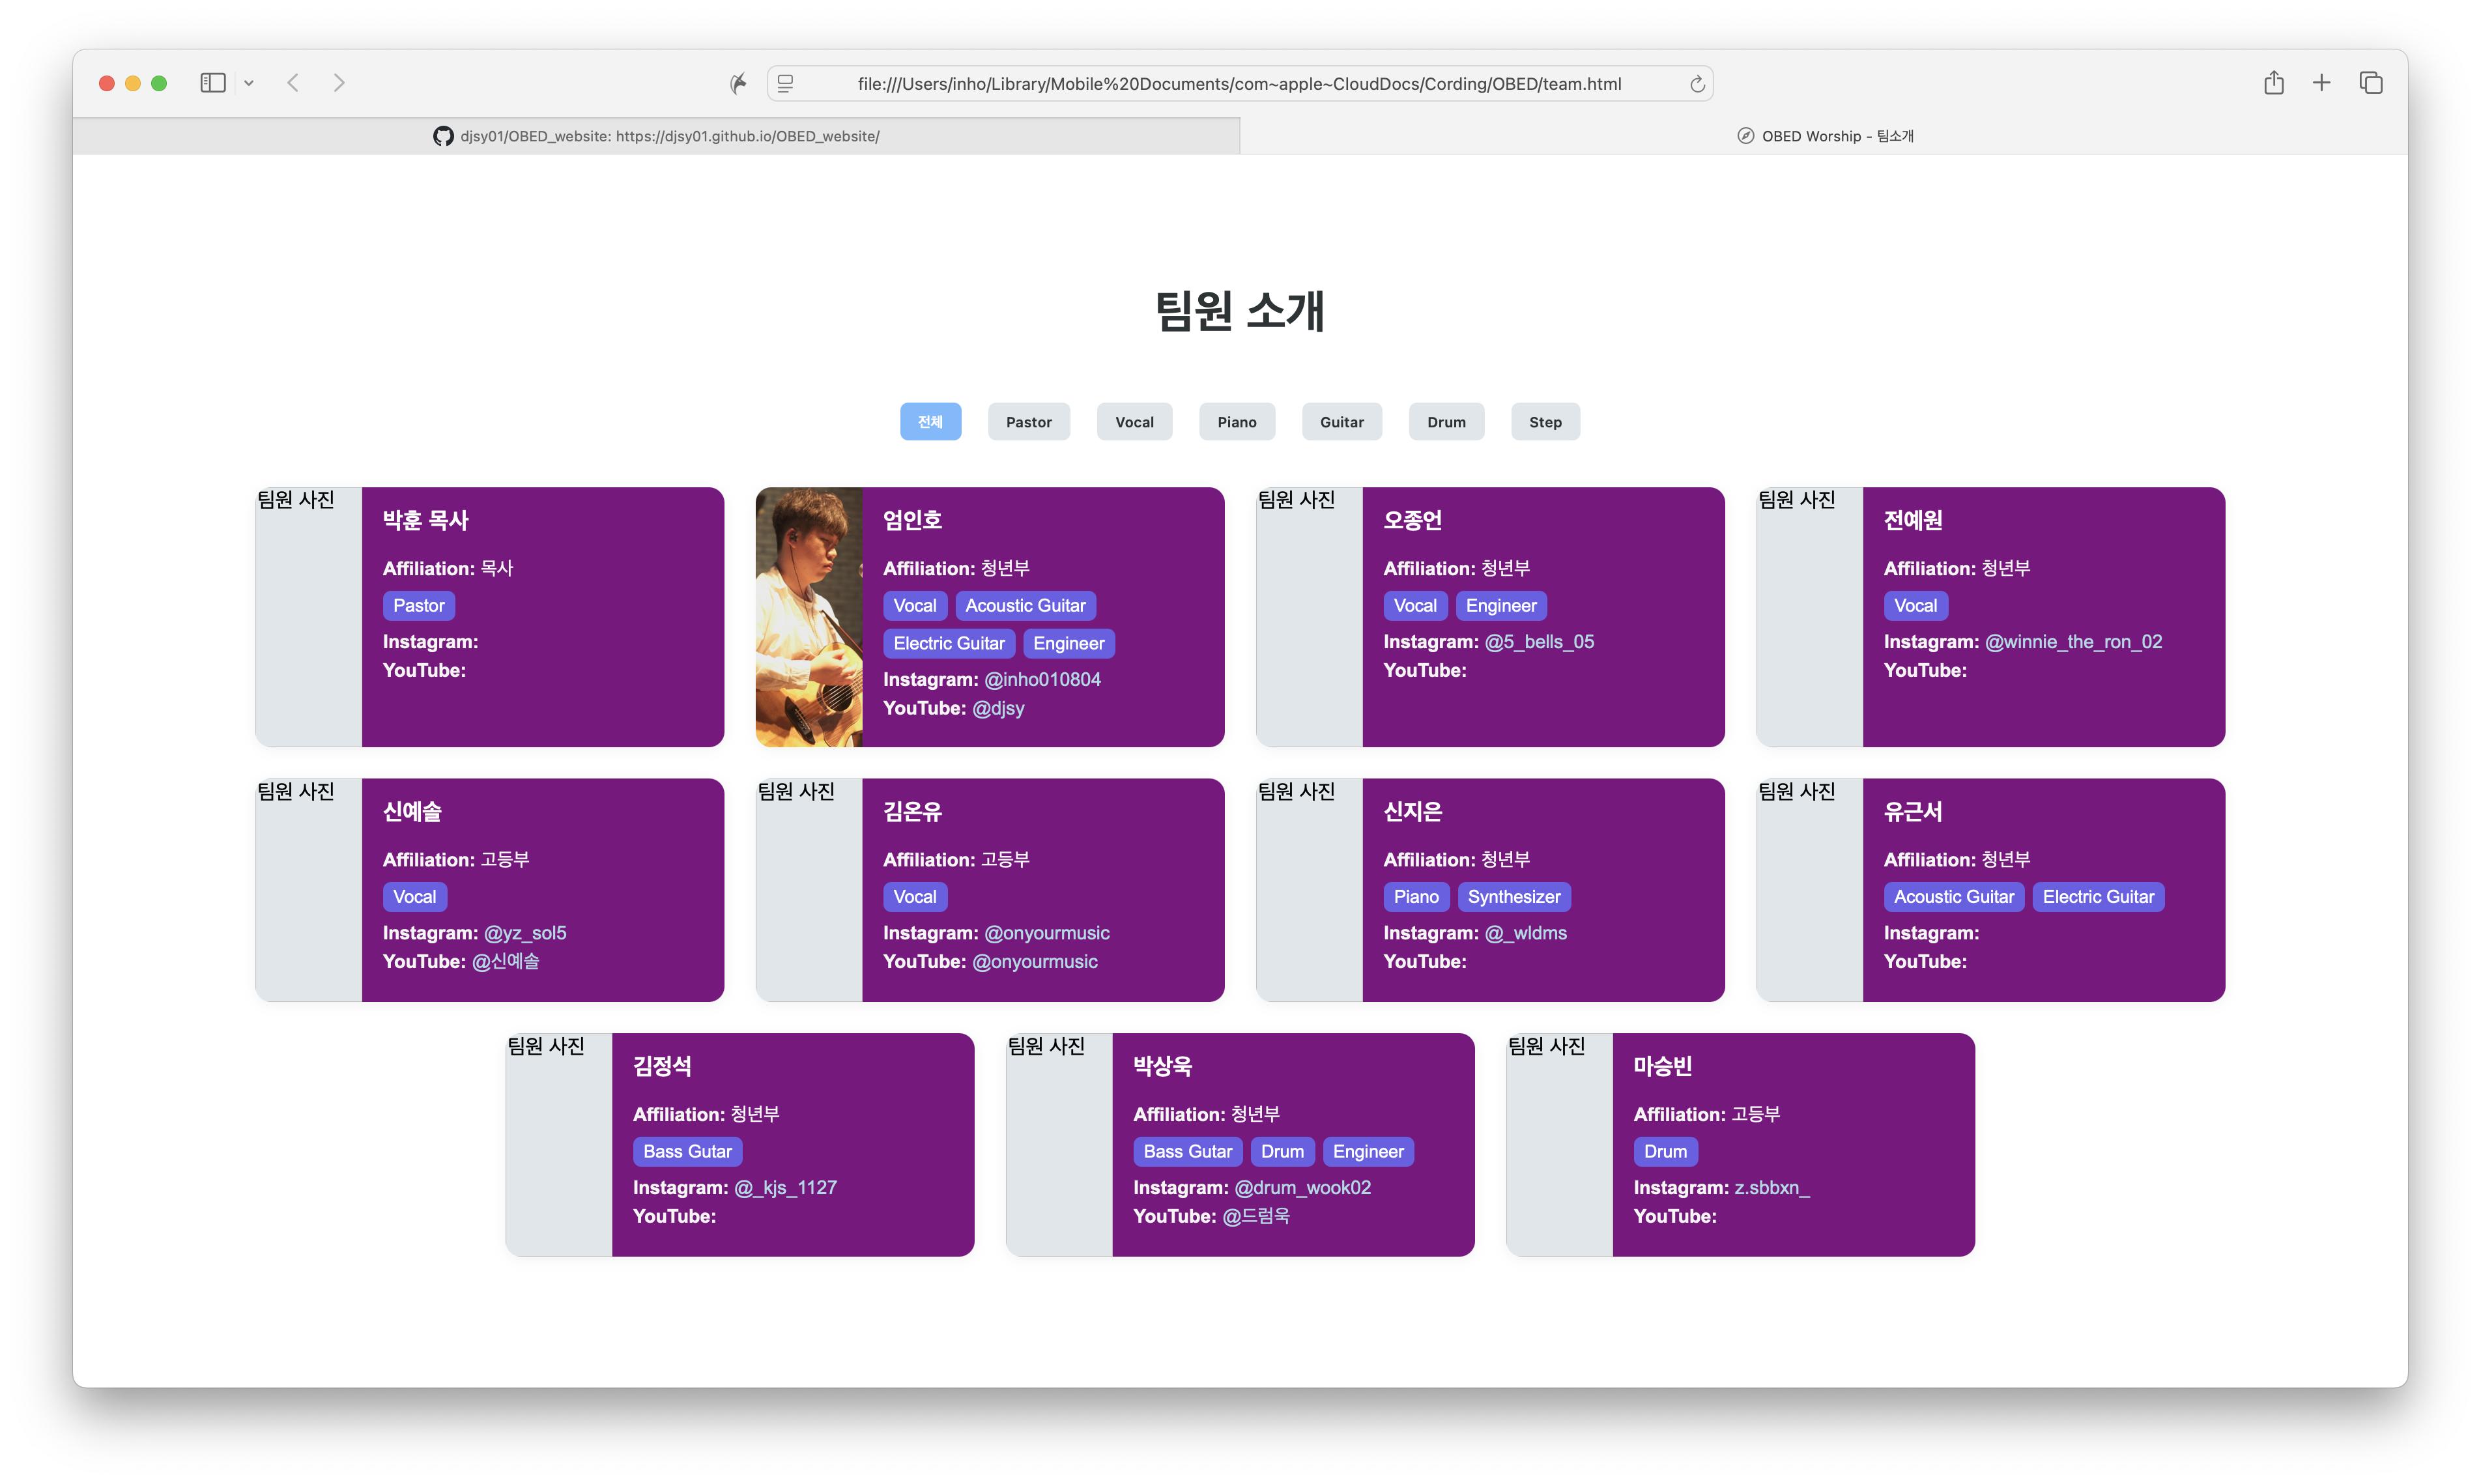 file:///Users/inho/Library/Mobile%20Documents/com~apple~CloudDocs/Cording/OBED/team.html
djsy01/OBED_website: https://djsy01.github.io/OBED_website/
OBED Worship - 팀소개
팀원 소개
전체 Pastor Vocal Piano Guitar Drum Step
팀원 사진
박훈 목사
Affiliation: 목사
Pastor
Instagram:
YouTube:
엄인호
Affiliation: 청년부
Vocal Acoustic Guitar
Electric Guitar Engineer
Instagram: @inho010804
YouTube: @djsy
팀원 사진
오종언
Affiliation: 청년부
Vocal Engineer
Instagram: @5_bells_05
YouTube:
팀원 사진
전예원
Affiliation: 청년부
Vocal
Instagram: @winnie_the_ron_02
YouTube:
팀원 사진
신예솔
Affiliation: 고등부
Vocal
Instagram: @yz_sol5
YouTube: @신예솔
팀원 사진
김온유
Affiliation: 고등부
Vocal
Instagram: @onyourmusic
YouTube: @onyourmusic
팀원 사진
신지은
Affiliation: 청년부
Piano Synthesizer
Instagram: @_wldms
YouTube:
팀원 사진
유근서
Affiliation: 청년부
Acoustic Guitar Electric Guitar
Instagram:
YouTube:
팀원 사진
김정석
Affiliation: 청년부
Bass Gutar
Instagram: @_kjs_1127
YouTube:
팀원 사진
박상욱
Affiliation: 청년부
Bass Gutar Drum Engineer
Instagram: @drum_wook02
YouTube: @드럼욱
팀원 사진
마승빈
Affiliation: 고등부
Drum
Instagram: z.sbbxn_
YouTube: